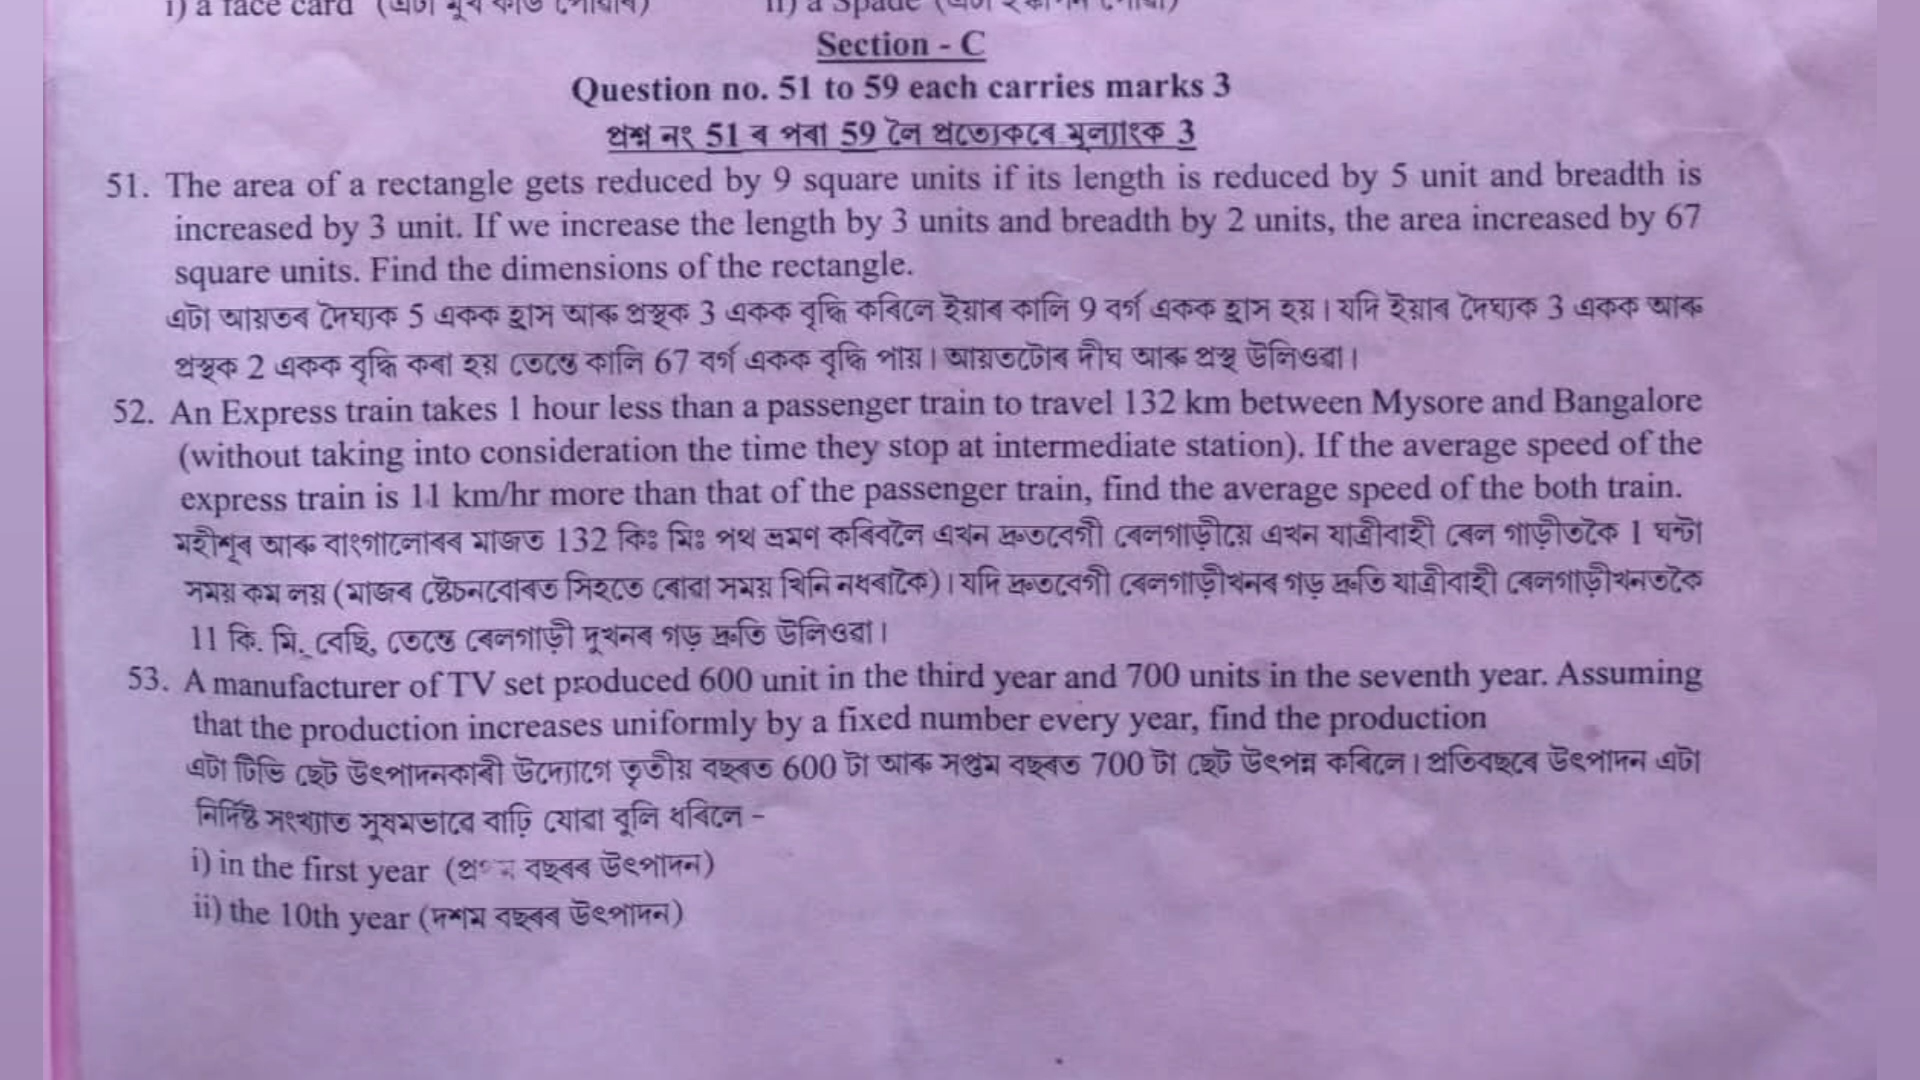 i) a face card (এটা মুখ কাৰ্ড পোৱাৰ) ii) a Spade (এটা ইস্কাপন পোৱা)
Section - C
Question no. 51 to 59 each carries marks 3
প্ৰশ্ন নং 51 ৰ পৰা 59 লৈ প্ৰত্যেকৰে মূল্যাংক 3
51. The area of a rectangle gets reduced by 9 square units if its length is reduced by 5 unit and breadth is
increased by 3 unit. If we increase the length by 3 units and breadth by 2 units, the area increased by 67
square units. Find the dimensions of the rectangle.
এটা আয়তৰ দৈৰ্ঘ্যক 5 একক হ্ৰাস আৰু প্ৰস্থক 3 একক বৃদ্ধি কৰিলে ইয়াৰ কালি 9 বৰ্গ একক হ্ৰাস হয়। যদি ইয়াৰ দৈৰ্ঘ্যক 3 একক আৰু
প্ৰস্থক 2 একক বৃদ্ধি কৰা হয় তেন্তে কালি 67 বৰ্গ একক বৃদ্ধি পায়। আয়তটোৰ দীঘ আৰু প্ৰস্থ উলিওৱা।
52. An Express train takes 1 hour less than a passenger train to travel 132 km between Mysore and Bangalore
(without taking into consideration the time they stop at intermediate station). If the average speed of the
express train is 11 km/hr more than that of the passenger train, find the average speed of the both train.
মহীশূৰ আৰু বাংগালোৰৰ মাজত 132 কিঃ মিঃ পথ ভ্ৰমণ কৰিবলৈ এখন দ্ৰুতবেগী ৰেলগাড়ীয়ে এখন যাত্ৰীবাহী ৰেল গাড়ীতকৈ 1 ঘন্টা
সময় কম লয় (মাজৰ ষ্টেচনবোৰত সিহতে ৰোৱা সময় খিনি নধৰাকৈ)। যদি দ্ৰুতবেগী ৰেলগাড়ীখনৰ গড় দ্ৰুতি যাত্ৰীবাহী ৰেলগাড়ীখনতকৈ
11 কি. মি. বেছি, তেন্তে ৰেলগাড়ী দুখনৰ গড় দ্ৰুতি উলিওৱা।
53. A manufacturer of TV set produced 600 unit in the third year and 700 units in the seventh year. Assuming
that the production increases uniformly by a fixed number every year, find the production
এটা টিভি ছেট উৎপাদনকাৰী উদ্যোগে তৃতীয় বছৰত 600 টা আৰু সপ্তম বছৰত 700 টা ছেট উৎপন্ন কৰিলে। প্ৰতিবছৰে উৎপাদন এটা
নিৰ্দিষ্ট সংখ্যাত সুষমভাবে বাঢ়ি যোৱা বুলি ধৰিলে -
i) in the first year (বছৰৰ উৎপাদন)
ii) the 10th year (দশম বছৰৰ উৎপাদন)